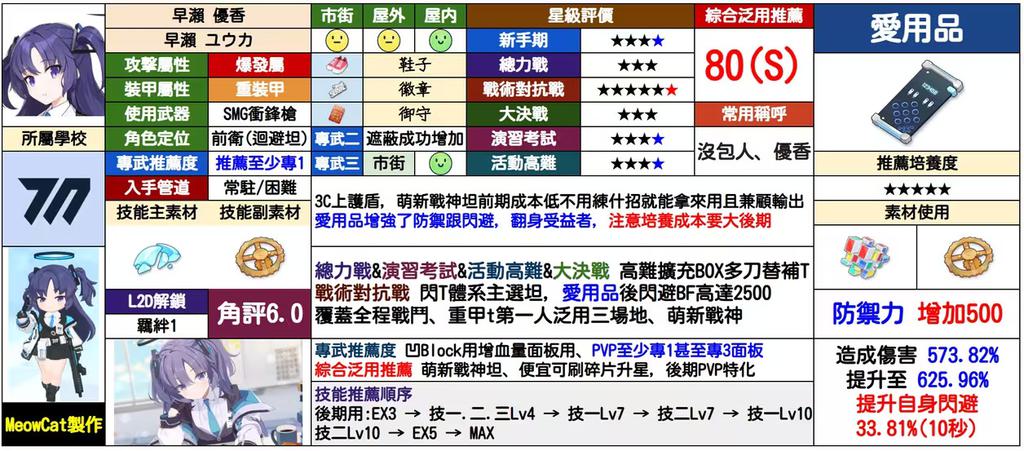 早瀨 優香
早瀨 ユウカ
攻擊屬性 爆發屬
裝甲屬性 重裝甲
使用武器 SMG衝鋒槍
角色定位 前衛(迴避坦)
所屬學校
專武推薦度 推薦至少專1
入手管道 常駐/困難
技能主素材 技能副素材
L2D解鎖
羈絆1
角評6.0
MeowCat製作
市街 屋外 屋內
鞋子
徽章
御守
專武二 遮蔽成功增加
專武三 市街
星級評價
新手期 ★★★★
總力戰 ★★★
戰術對抗戰 ★★★★★★
大決戰 ★★★
演習考試 ★★★★
活動高難 ★★★★
綜合泛用推薦
80(S)
常用稱呼
沒包人、優香
3C上護盾，萌新戰神坦前期成本低不用練什招就能拿來用且兼顧輸出
愛用品增強了防禦跟閃避，翻身受益者，注意培養成本要大後期
總力戰&演習考試&活動高難&大決戰 高難擴充BOX多刀替補T
戰術對抗戰 閃T體系主選坦，愛用品後閃避BF高達2500
覆蓋全程戰鬥、重甲t第一人泛用三場地、萌新戰神
專武推薦度 凹Block用增血量面板用、PVP至少專1甚至專3面板
綜合泛用推薦 萌新戰神坦、便宜可刷碎片升星，後期PVP特化
技能推薦順序
後期用:EX3 → 技一.二.三Lv4 → 技一Lv7 → 技二Lv7 → 技一Lv10
技二Lv10 → EX5 → MAX
愛用品
推薦培養度
★★★★★
素材使用
防禦力 增加500
造成傷害 573.82%
提升至 625.96%
提升自身閃避
33.81%(10秒)